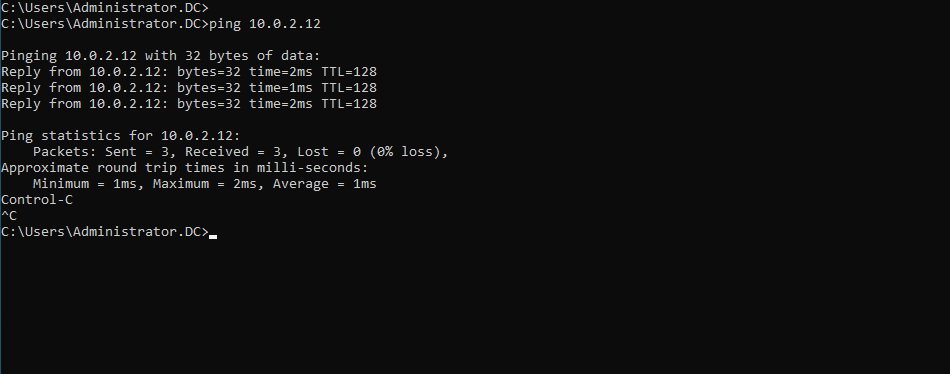 C:\Users\Administrator.DC>
C:\Users\Administrator.DC>ping 10.0.2.12
Pinging 10.0.2.12 with 32 bytes of data:
Reply from 10.0.2.12: bytes=32 time=2ms TTL=128
Reply from 10.0.2.12: bytes=32 time=1ms TTL=128
Reply from 10.0.2.12: bytes=32 time=2ms TTL=128
Ping statistics for 10.0.2.12:
    Packets: Sent = 3, Received = 3, Lost = 0 (0% loss),
Approximate round trip times in milli-seconds:
    Minimum = 1ms, Maximum = 2ms, Average = 1ms
Control-C
^C
C:\Users\Administrator.DC>